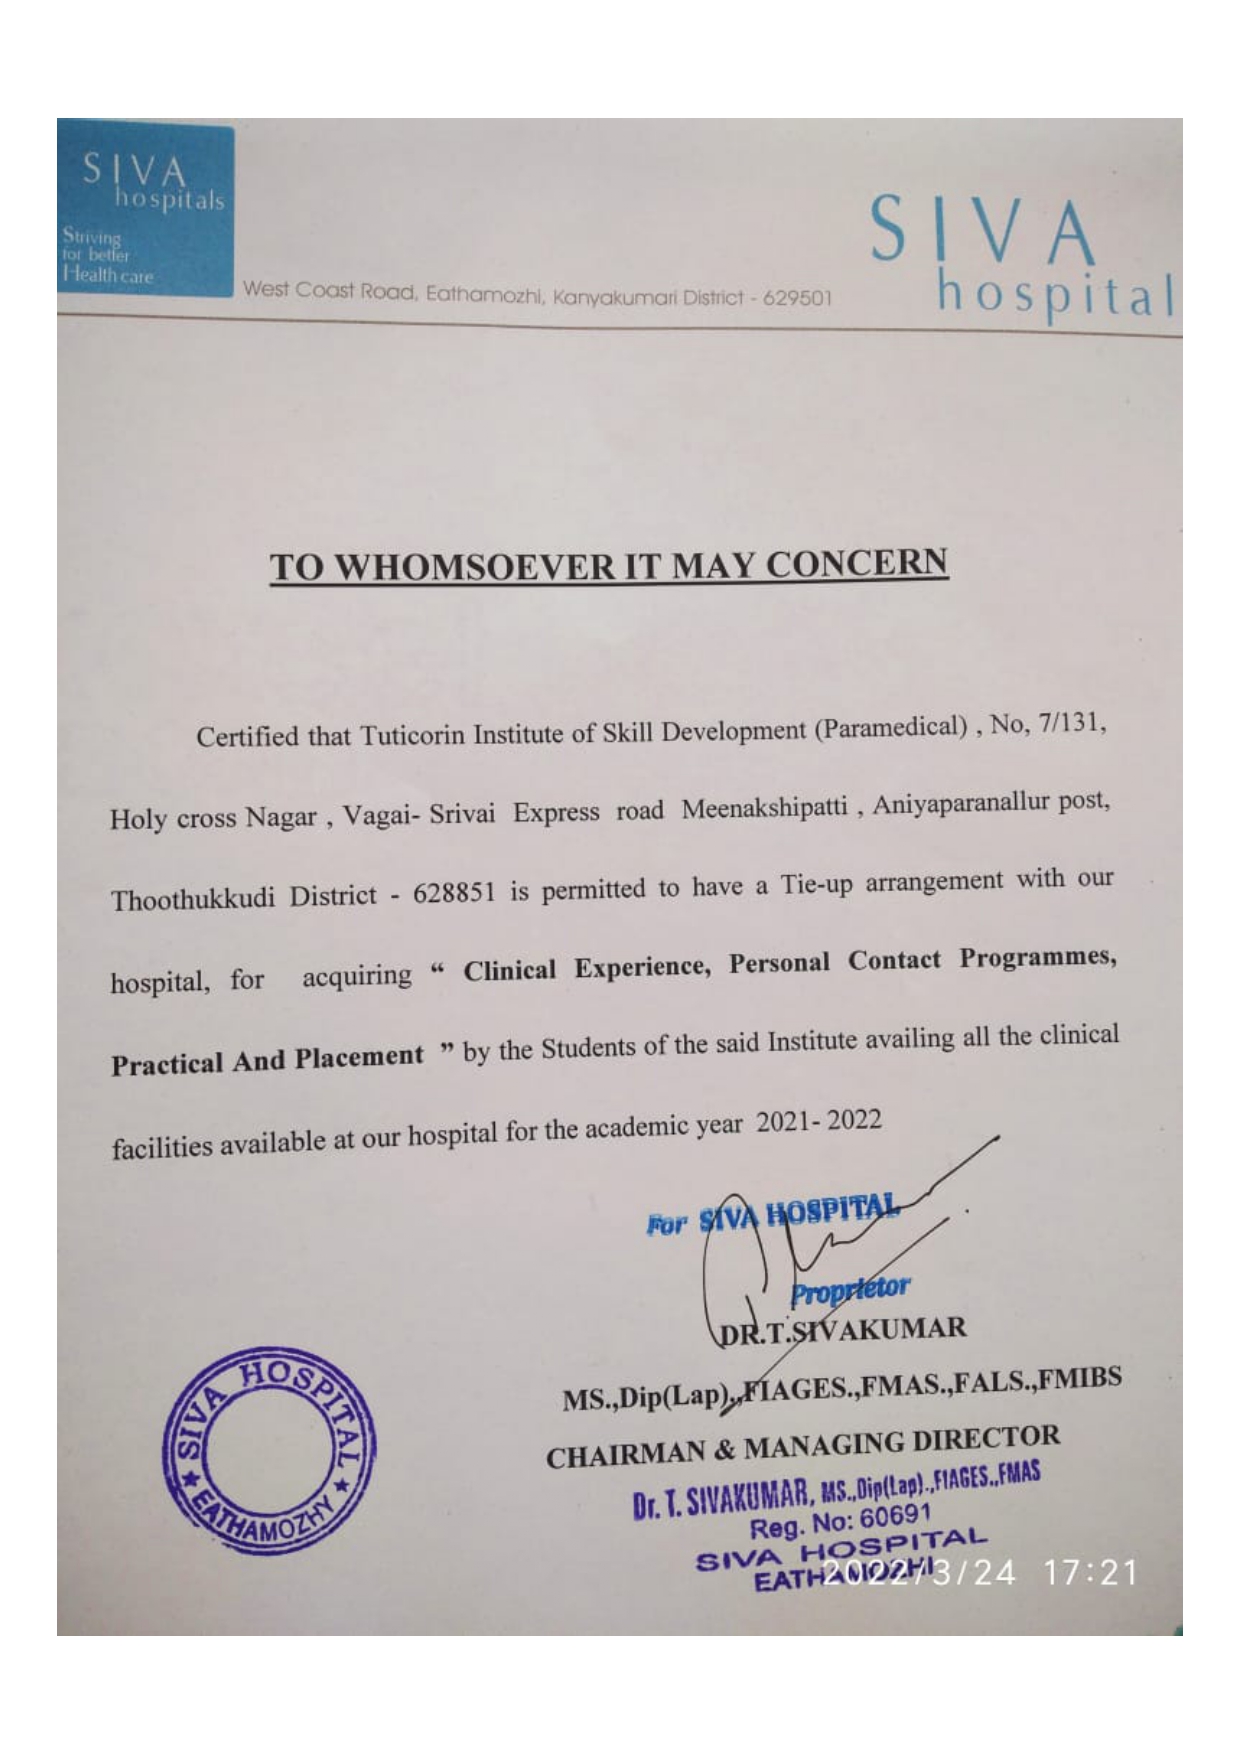 SIVA
hospitals
Striving
for better
Health care
West Coast Road, Eathamozhi, Kanyakumari District - 629501
SIVA
hospital
TO WHOMSOEVER IT MAY CONCERN
Certified that Tuticorin Institute of Skill Development (Paramedical) , No, 7/131,
Holy cross Nagar , Vagai- Srivai Express road Meenakshipatti , Aniyaparanallur post,
Thoothukkudi District - 628851 is permitted to have a Tie-up arrangement with our
hospital, for acquiring “ Clinical Experience, Personal Contact Programmes,
Practical And Placement ” by the Students of the said Institute availing all the clinical
facilities available at our hospital for the academic year 2021- 2022
For SIVA HOSPITAL
Proprietor
DR.T.SIVAKUMAR
MS.,Dip(Lap).,FIAGES.,FMAS.,FALS.,FMIBS
CHAIRMAN & MANAGING DIRECTOR
Dr. T. SIVAKUMAR, MS.,Dip(Lap).,FIAGES.,FMAS
Reg. No: 60691
SIVA HOSPITAL
EATHAMOZHI
2022/3/24 17:21
SIVA HOSPITAL
EATHAMOZHY